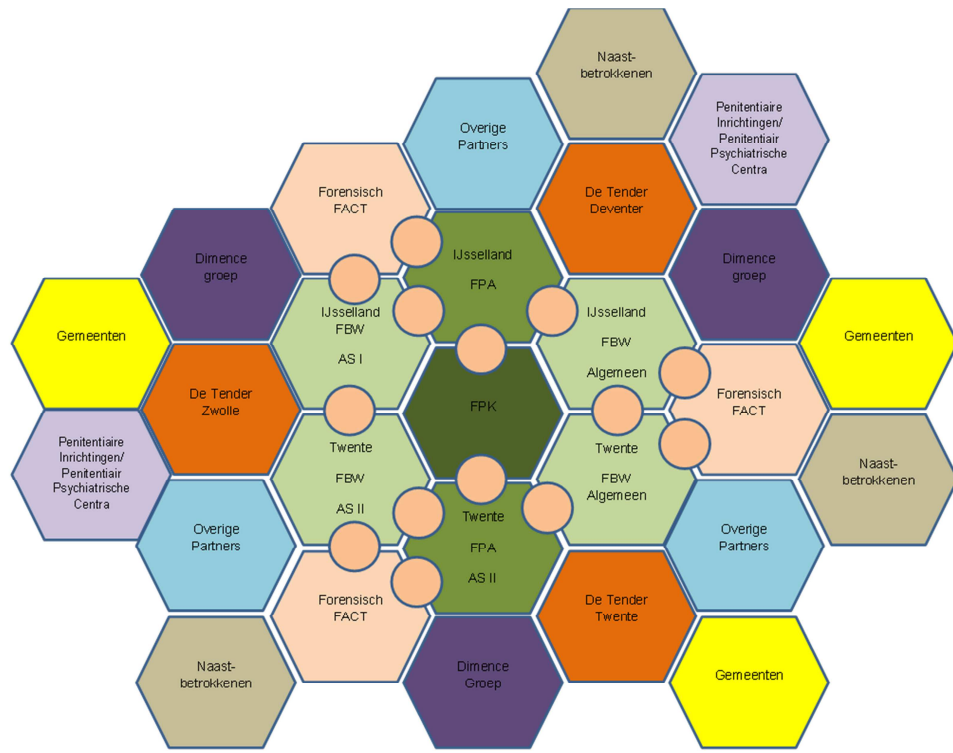 Naast-
betrokkenen
Penitentiaire
Inrichtingen/
Penitentiair
Psychiatrische
Centra
Overige
Partners
Forensisch
FACT
De Tender
Deventer
Dimence
groep
IJsselland
FPA
Dimence
groep
Gemeenten
IJsselland
FBW
AS I
IJsselland
FBW
Algemeen
Gemeenten
De Tender
Zwolle
FPK
Forensisch
FACT
Penitentiaire
Inrichtingen/
Penitentiair
Psychiatrische
Centra
Twente
FBW
AS II
Twente
FBW
Algemeen
Naast-
betrokkenen
Overige
Partners
Twente
FPA
AS II
Overige
Partners
Forensisch
FACT
De Tender
Twente
Naast-
betrokkenen
Dimence
Groep
Gemeenten